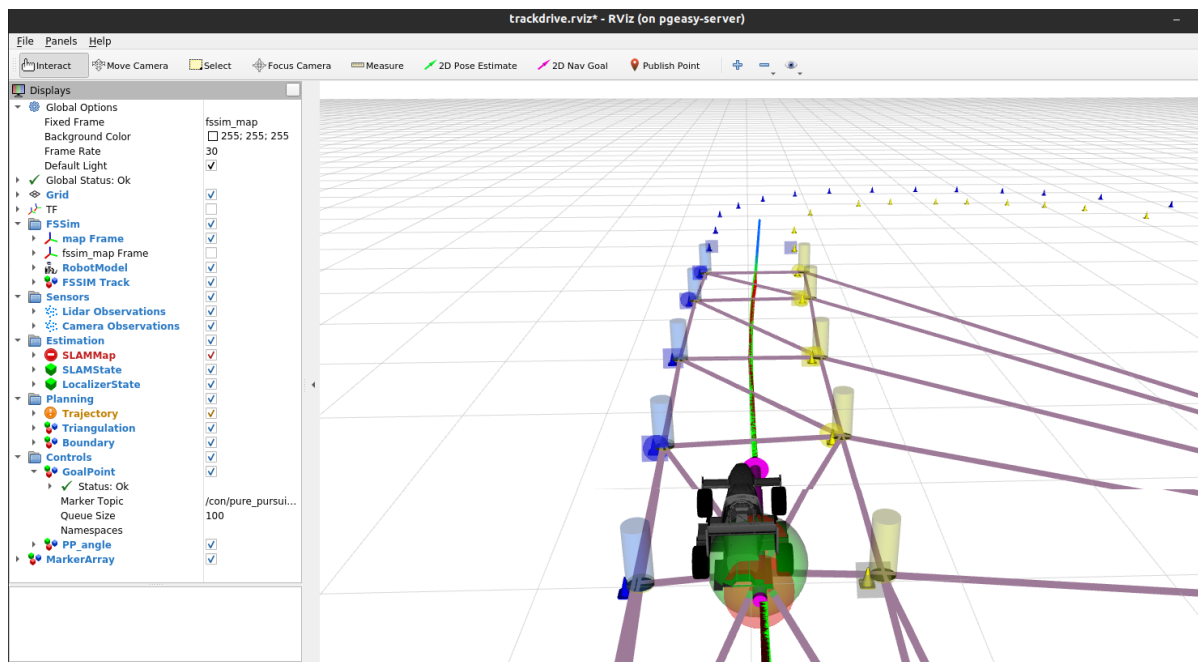 trackdrive.rviz* - RViz (on pgeasy-server)
File Panels Help
Interact Move Camera Select Focus Camera Measure 2D Pose Estimate 2D Nav Goal Publish Point
Displays
Global Options
Fixed Frame fssim_map
Background Color 255; 255; 255
Frame Rate 30
Default Light
Global Status: Ok
Grid
TF
FSSim
map Frame
fssim_map Frame
RobotModel
FSSIM Track
Sensors
Lidar Observations
Camera Observations
Estimation
SLAMMap
SLAMState
LocalizerState
Planning
Trajectory
Triangulation
Boundary
Controls
GoalPoint
Status: Ok
Marker Topic /con/pure_pursui...
Queue Size 100
Namespaces
PP_angle
MarkerArray